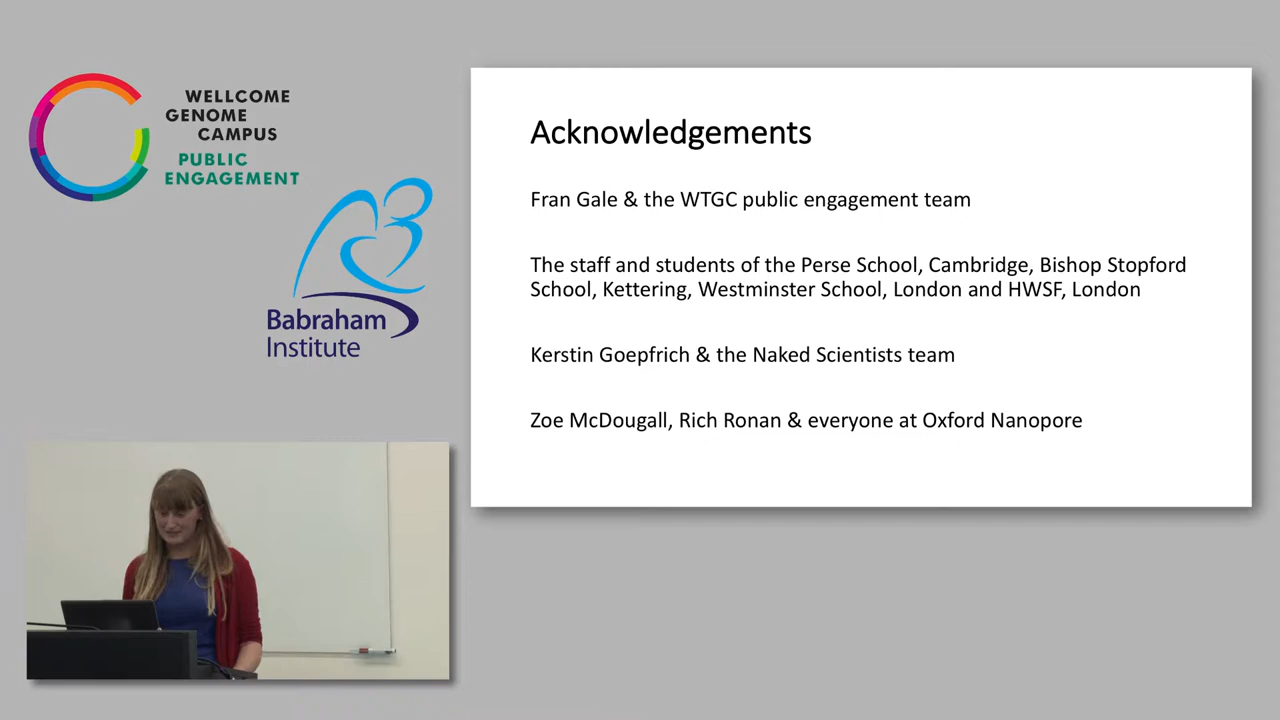 WELLCOME
GENOME
CAMPUS
PUBLIC
ENGAGEMENT
Babraham
Institute
Acknowledgements
Fran Gale & the WTGC public engagement team
The staff and students of the Perse School, Cambridge, Bishop Stopford
School, Kettering, Westminster School, London and HWSF, London
Kerstin Goepfrich & the Naked Scientists team
Zoe McDougall, Rich Ronan & everyone at Oxford Nanopore